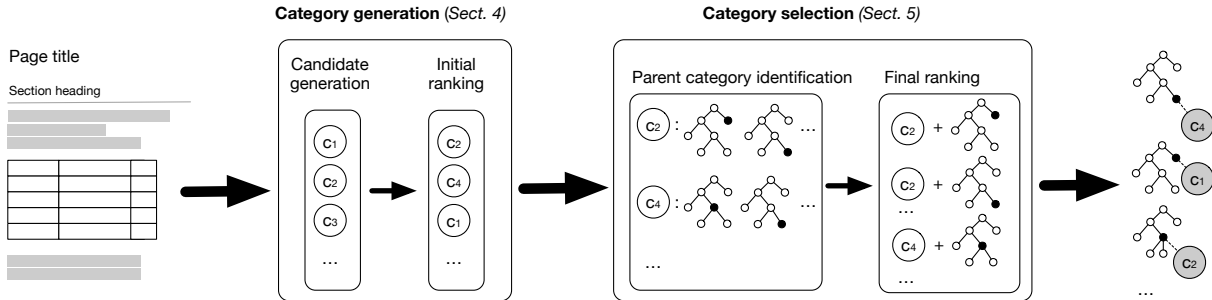 Category generation (Sect. 4)
Category selection (Sect. 5)
Page title
Section heading
Candidate generation
Initial ranking
C1
C2
C3
...
C2
C4
C1
...
Parent category identification
Final ranking
C2 : ...
C4 : ...
...
C2 +
C2 +
...
C4 +
...
C4
C1
C2
...